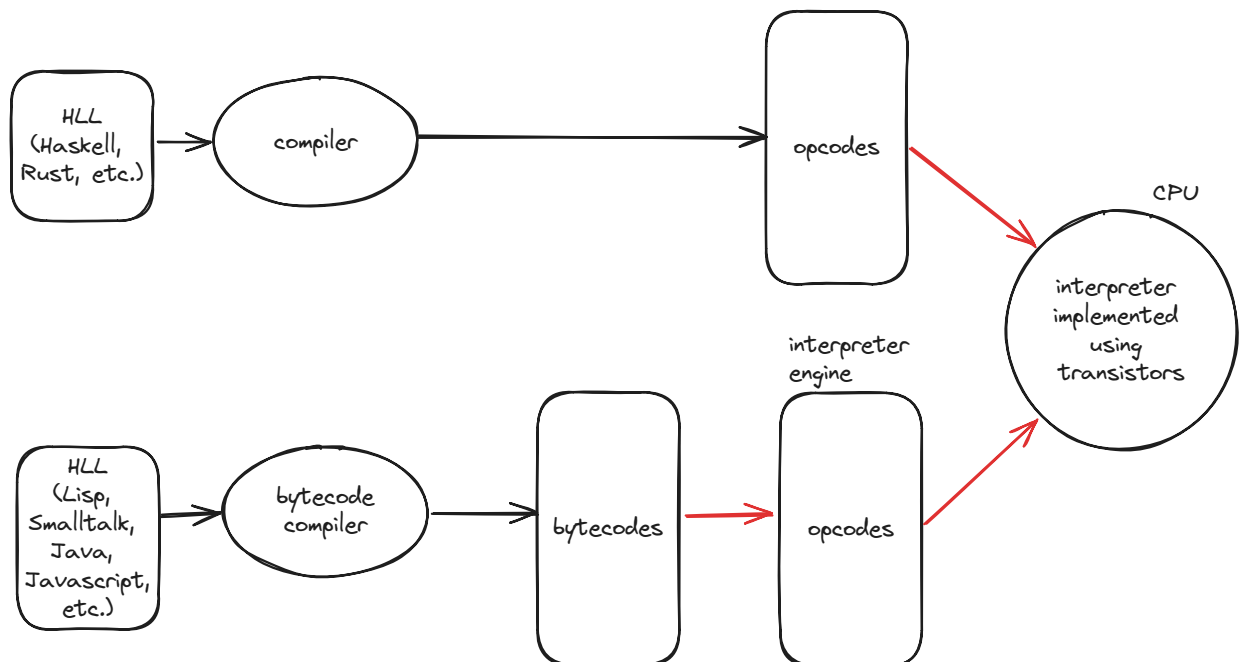 HLL
(Haskell,
Rust, etc.)
compiler
opcodes
CPU
interpreter
implemented
using
transistors
interpreter
engine
HLL
(Lisp,
Smalltalk,
Java,
Javascript,
etc.)
bytecode
compiler
bytecodes
opcodes